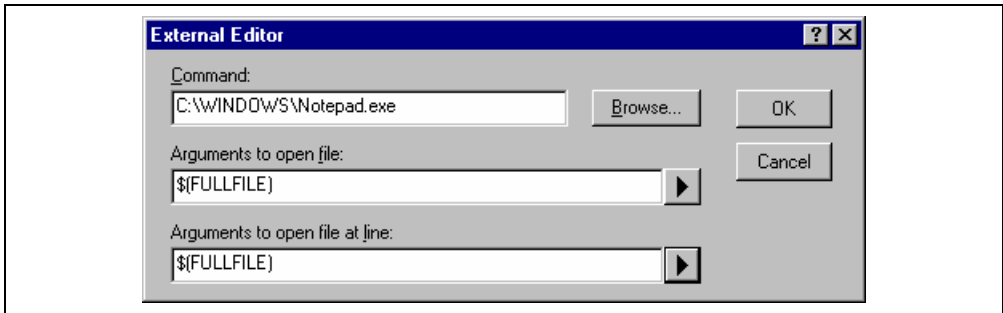 External Editor
Command:
C:\WINDOWS\Notepad.exe
Browse...
OK
Arguments to open file:
Cancel
$(FULLFILE)
Arguments to open file at line:
$(FULLFILE)